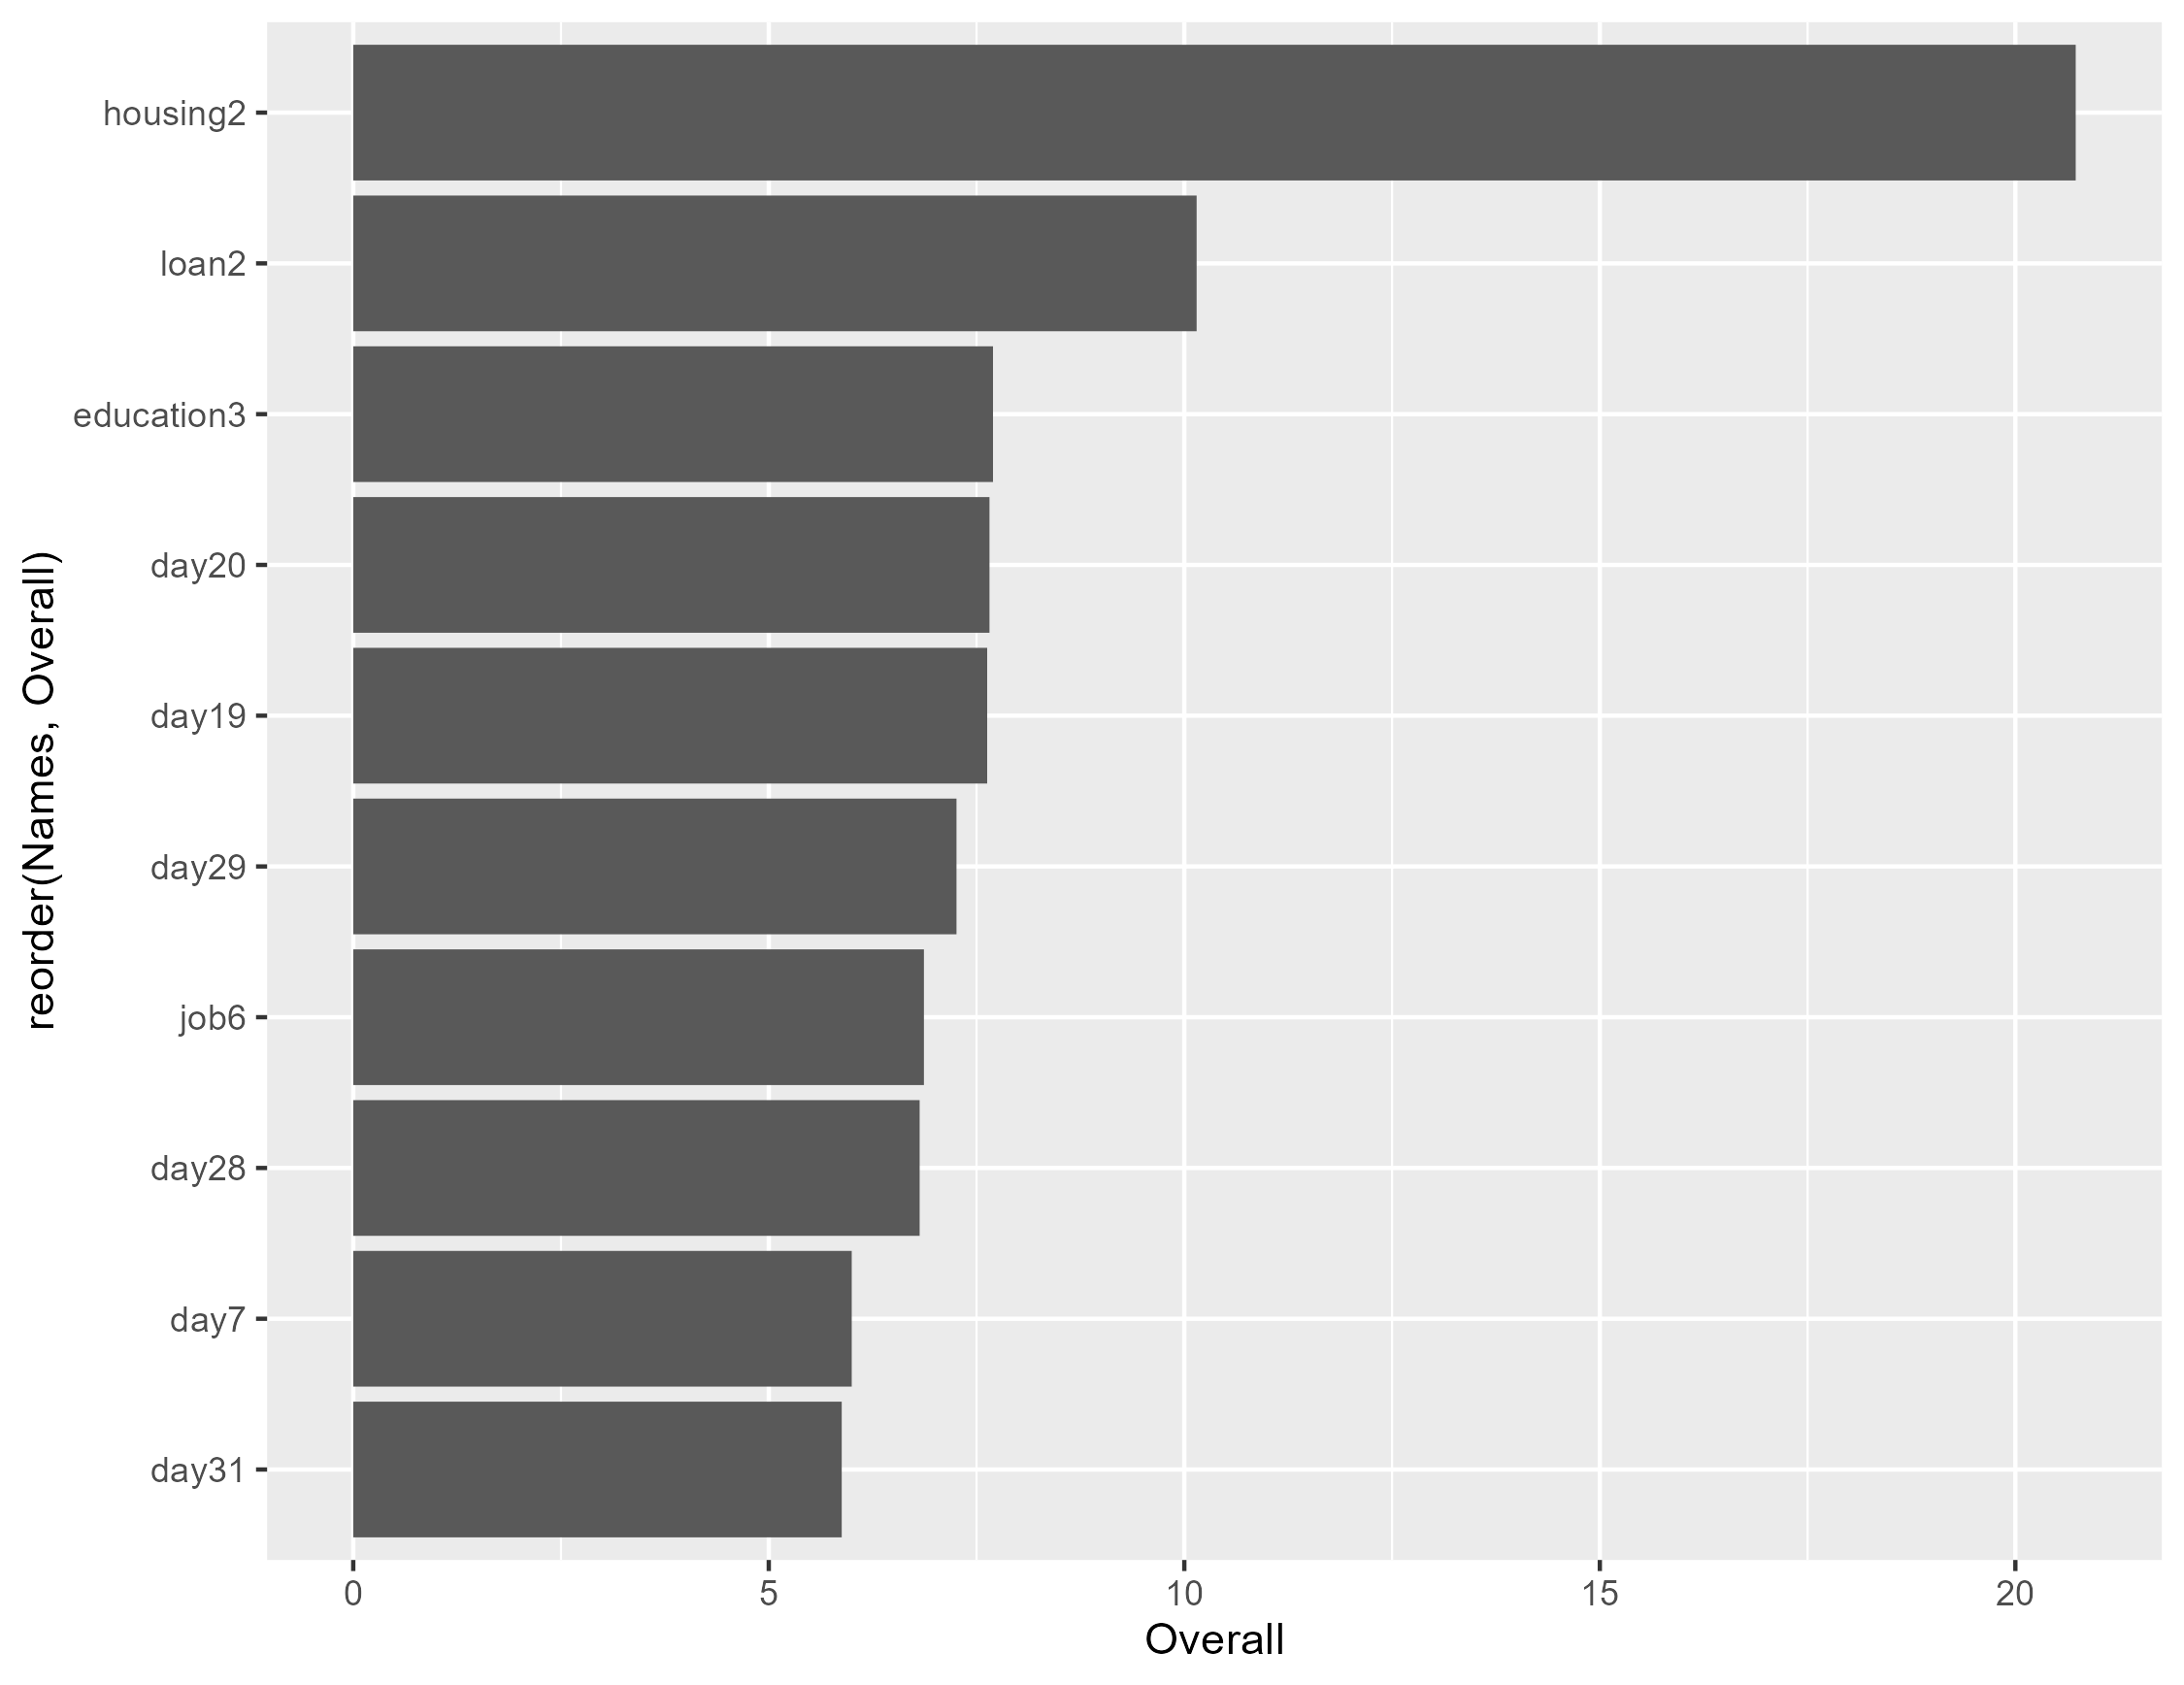 reorder(Names, Overall)
housing2
loan2
education3
day20
day19
day29
job6
day28
day7
day31
0 5 10 15 20
Overall